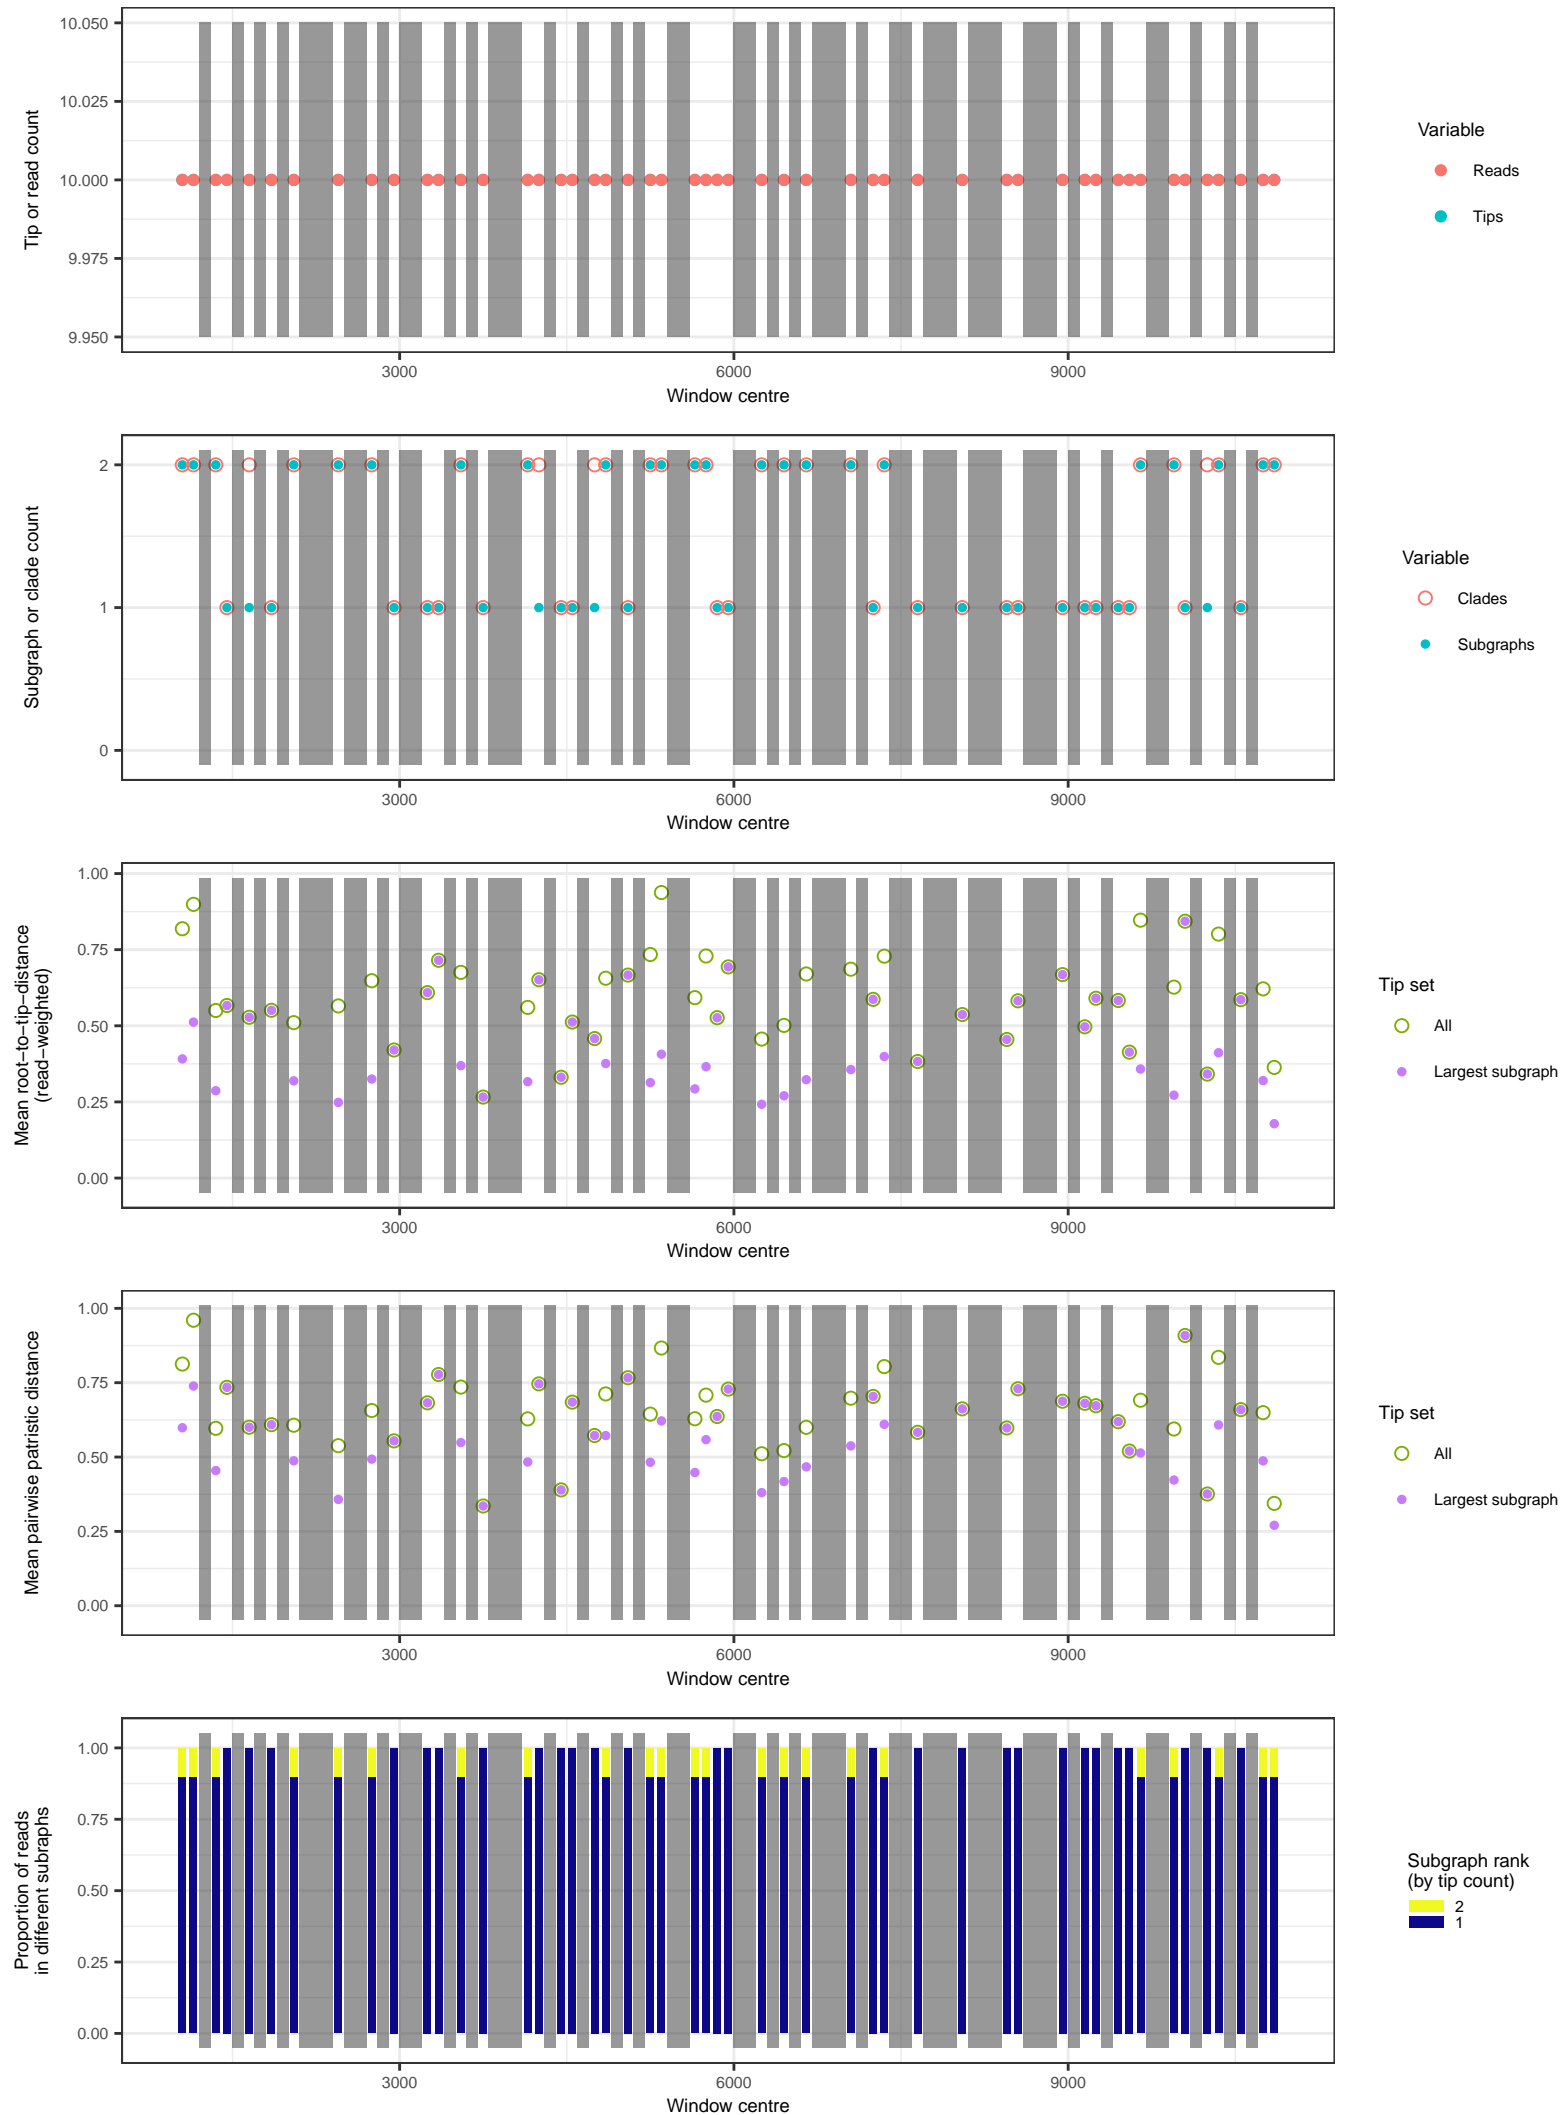 10.050
10.025
10.000
9.975
9.950
Tip or read count
3000
6000
9000
Window centre
Variable
Reads
Tips
2
1
0
Subgraph or clade count
3000
6000
9000
Window centre
Variable
Clades
Subgraphs
1.00
0.75
0.50
0.25
0.00
Mean root−to−tip−distance
(read−weighted)
3000
6000
9000
Window centre
Tip set
All
Largest subgraph
1.00
0.75
0.50
0.25
0.00
Mean pairwise patristic distance
3000
6000
9000
Window centre
Tip set
All
Largest subgraph
1.00
0.75
0.50
0.25
0.00
Proportion of reads
in different subraphs
3000
6000
9000
Window centre
Subgraph rank
(by tip count)
2
1